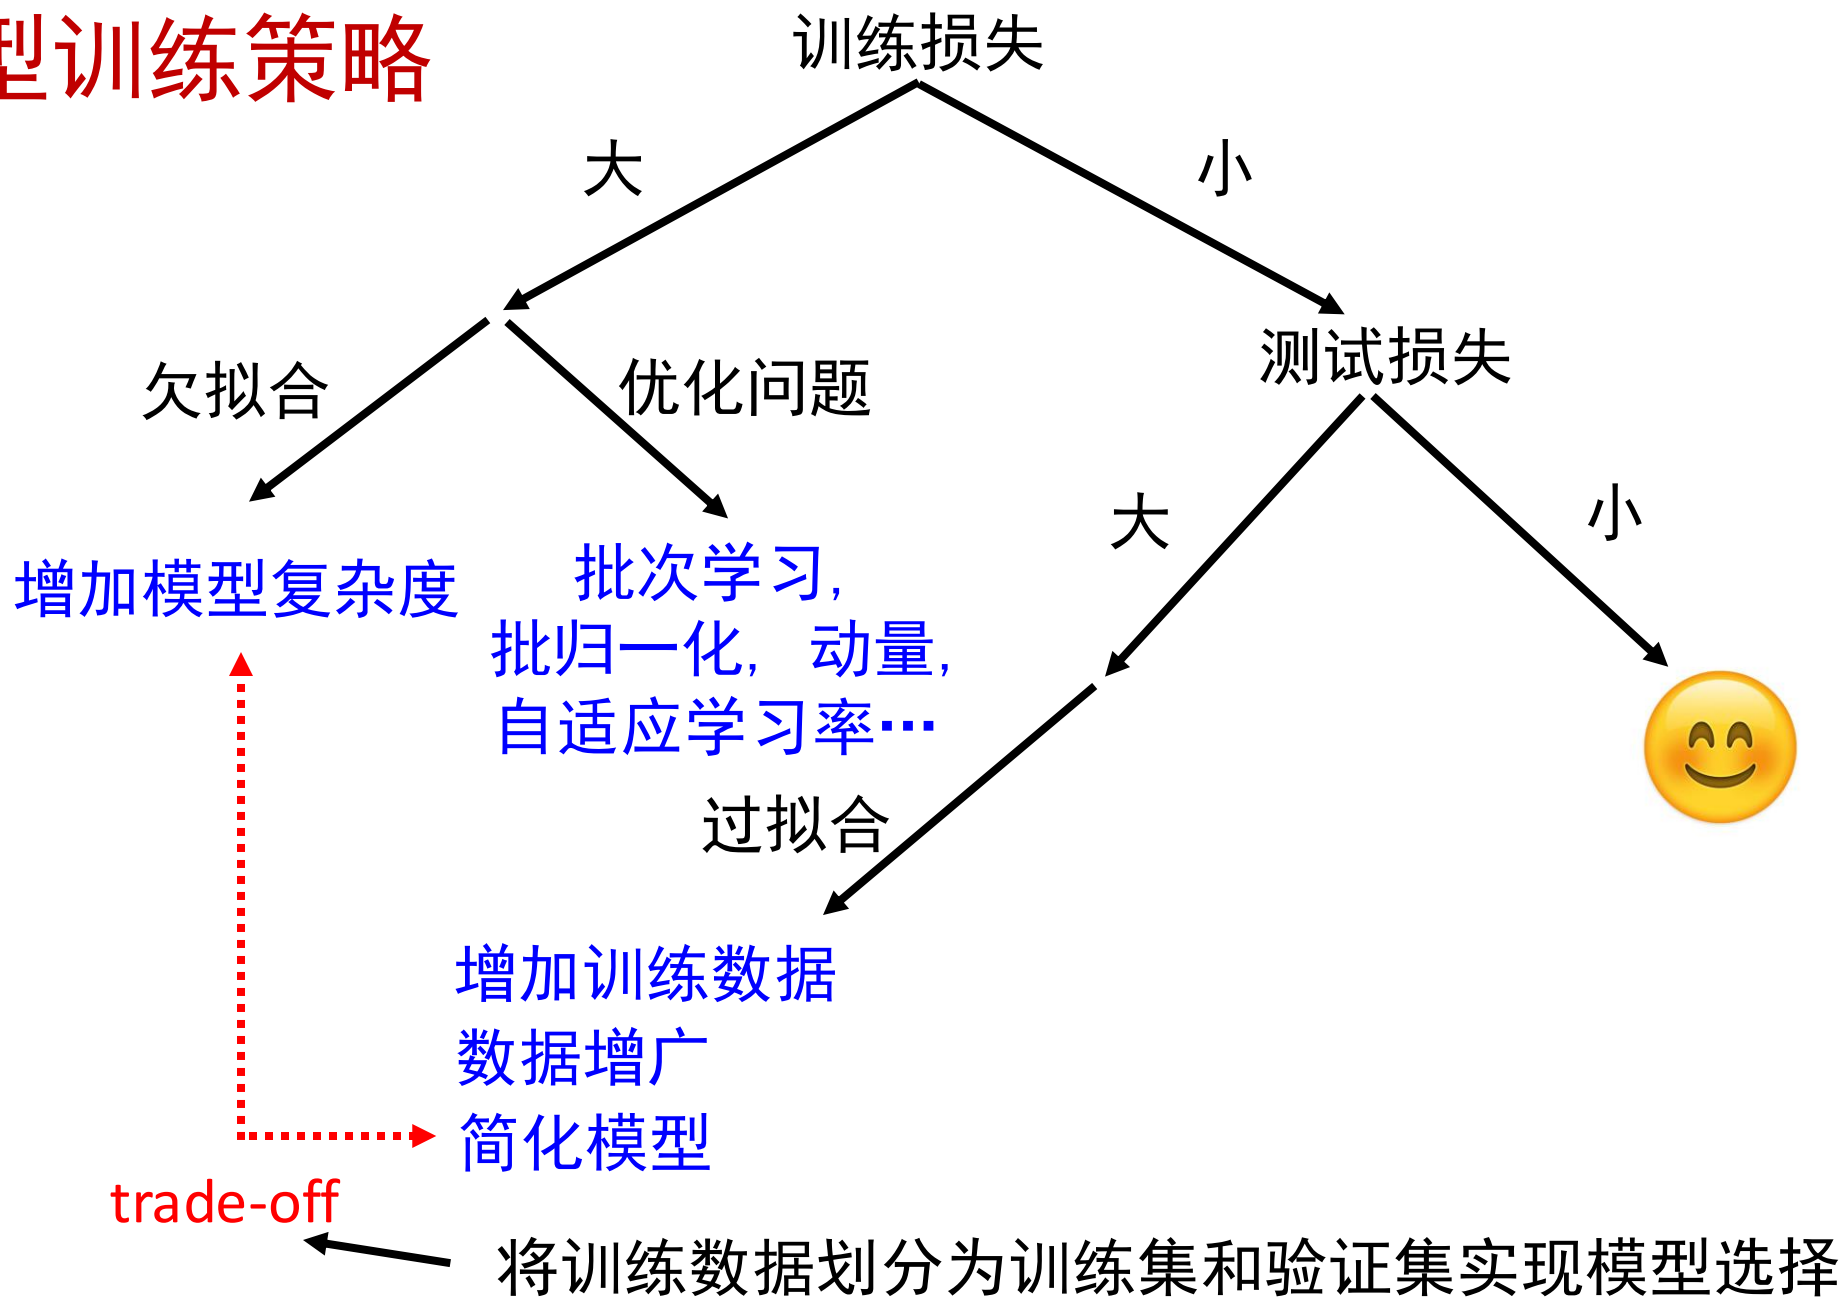 型训练策略
训练损失
大
小
欠拟合
优化问题
测试损失
增加模型复杂度
批次学习,
批归一化, 动量,
自适应学习率…
大
小
过拟合
增加训练数据
数据增广
简化模型
trade-off
将训练数据划分为训练集和验证集实现模型选择